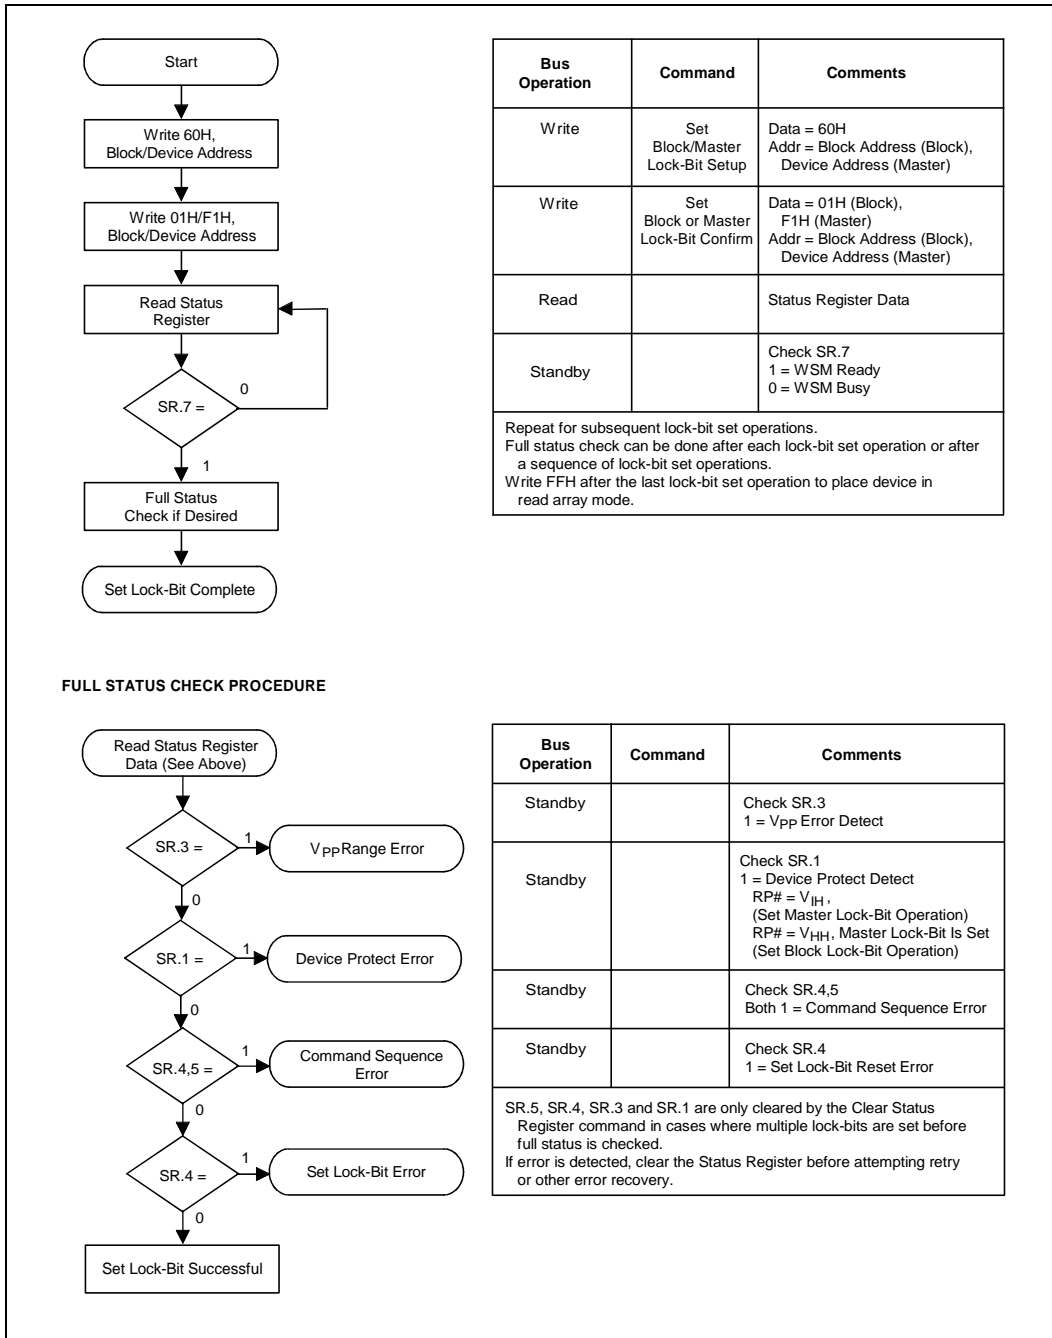 Start
Write 60H,
Block/Device Address
Write 01H/F1H,
Block/Device Address
Read Status
Register
SR.7 =
0
1
Full Status
Check if Desired
Set Lock-Bit Complete
Bus
Operation
Command
Comments
Write
Set
Block/Master
Lock-Bit Setup
Data = 60H
Addr = Block Address (Block),
Device Address (Master)
Write
Set
Block or Master
Lock-Bit Confirm
Data = 01H (Block),
F1H (Master)
Addr = Block Address (Block),
Device Address (Master)
Read
Status Register Data
Standby
Check SR.7
1 = WSM Ready
0 = WSM Busy
Repeat for subsequent lock-bit set operations.
Full status check can be done after each lock-bit set operation or after
a sequence of lock-bit set operations.
Write FFH after the last lock-bit set operation to place device in
read array mode.
FULL STATUS CHECK PROCEDURE
Read Status Register
Data (See Above)
SR.3 =
1
VPP Range Error
0
SR.1 =
1
Device Protect Error
0
SR.4,5 =
1
Command Sequence
Error
0
SR.4 =
1
Set Lock-Bit Error
0
Set Lock-Bit Successful
Bus
Operation
Command
Comments
Standby
Check SR.3
1 = VPP Error Detect
Standby
Check SR.1
1 = Device Protect Detect
RP# = VIH,
(Set Master Lock-Bit Operation)
RP# = VHH, Master Lock-Bit Is Set
(Set Block Lock-Bit Operation)
Standby
Check SR.4,5
Both 1 = Command Sequence Error
Standby
Check SR.4
1 = Set Lock-Bit Reset Error
SR.5, SR.4, SR.3 and SR.1 are only cleared by the Clear Status
Register command in cases where multiple lock-bits are set before
full status is checked.
If error is detected, clear the Status Register before attempting retry
or other error recovery.